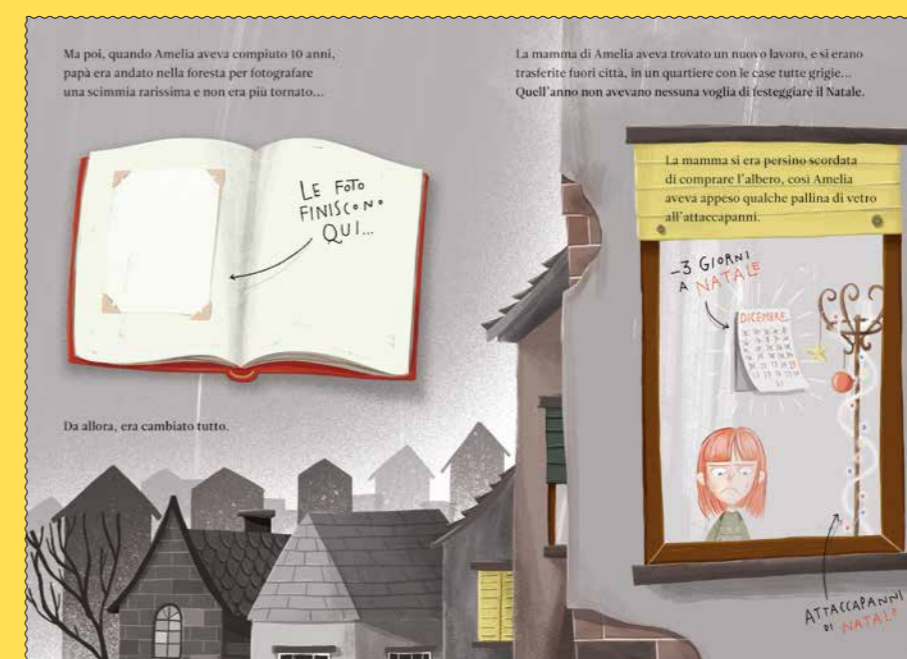 Ma poi, quando Amelia aveva compiuto 10 anni,
papà era andato nella foresta per fotografare
una scimmia rarissima e non era più tornato...
LE FOTO
FINISCONO
QUI...
Da allora, era cambiato tutto.
La mamma di Amelia aveva trovato un nuovo lavoro, e si erano
trasferite fuori città, in un quartiere con le case tutte grigie...
Quell'anno non avevano nessuna voglia di festeggiare il Natale.
La mamma si era persino scordata
di comprare l'albero, così Amelia
aveva appeso qualche pallina di vetro
all'attaccapanni.
-3 GIORNI
A NATALE
DICEMBRE
ATTACCAPANNI
DI NATALE